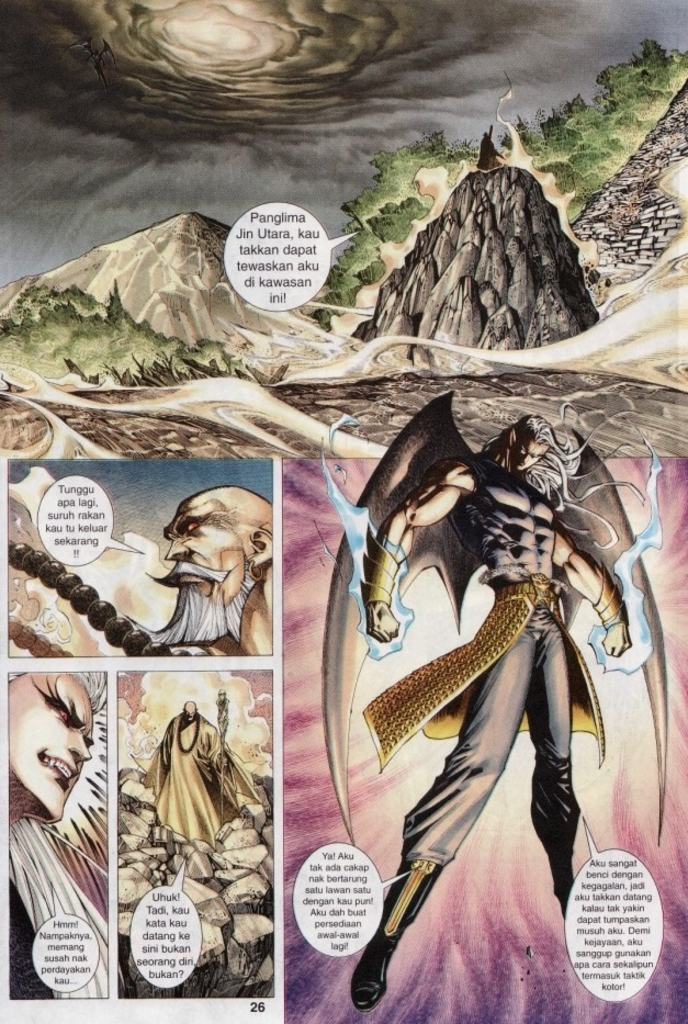 Panglima
Jin Utara, kau
takkan dapat
tewaskan aku
di kawasan
ini!
Tunggu
apa lagi,
suruh rakan
kau tu keluar
sekarang
!!
Hmm!
Nampaknya,
memang
susah nak
perdayakan
kau...
Uhuk!
Tadi, kau
kata kau
datang ke
sini bukan
seorang diri,
bukan?
Ya! Aku
tak ada cakap
nak bertarung
satu lawan satu
dengan kau pun!
Aku dah buat
persediaan
awal-awal
lagi!
Aku sangat
benci dengan
kegagalan, jadi
aku takkan datang
kalau tak yakin
dapat tumpaskan
musuh aku. Demi
kejayaan, aku
sanggup gunakan
apa cara sekalipun
termasuk taktik
kotor!
26